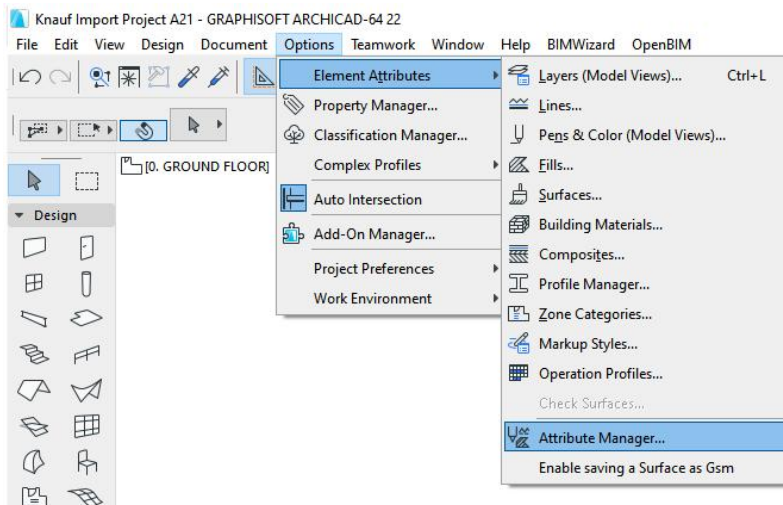 Knauf Import Project A21 - GRAPHISOFT ARCHICAD-64 22
File Edit View Design Document Options Teamwork Window Help BIMWizard OpenBIM
[0. GROUND FLOOR]
Design
Element Attributes
Property Manager...
Classification Manager...
Complex Profiles
Auto Intersection
Add-On Manager...
Project Preferences
Work Environment
Layers (Model Views)... Ctrl+L
Lines...
Pens & Color (Model Views)...
Fills...
Surfaces...
Building Materials...
Composites...
Profile Manager...
Zone Categories...
Markup Styles...
Operation Profiles...
Check Surfaces...
Attribute Manager...
Enable saving a Surface as Gsm